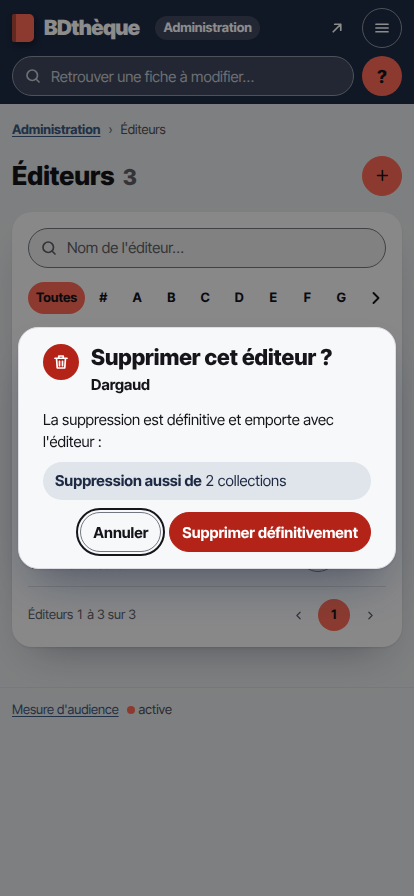 BDthèque Administration
Retrouver une fiche à modifier... ?
Administration › Éditeurs
Éditeurs 3 +
Nom de l'éditeur...
Toutes # A B C D E F G
Supprimer cet éditeur ?
Dargaud
La suppression est définitive et emporte avec
l'éditeur :
Suppression aussi de 2 collections
Annuler Supprimer définitivement
Éditeurs 1 à 3 sur 3 ‹ 1 ›
Mesure d'audience active